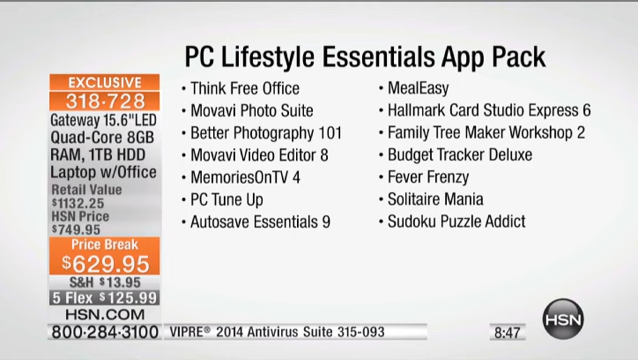 PC Lifestyle Essentials App Pack
EXCLUSIVE
318-728
Gateway 15.6"LED
Quad-Core 8GB
RAM, 1TB HDD
Laptop w/Office
Retail Value
$1132.25
HSN Price
$749.95
Price Break
$629.95
S&H $13.95
5 Flex $125.99
HSN.COM
800-284-3100
• Think Free Office
• Movavi Photo Suite
• Better Photography 101
• Movavi Video Editor 8
• MemoriesOnTV 4
• PC Tune Up
• Autosave Essentials 9
• MealEasy
• Hallmark Card Studio Express 6
• Family Tree Maker Workshop 2
• Budget Tracker Deluxe
• Fever Frenzy
• Solitaire Mania
• Sudoku Puzzle Addict
VIPRE® 2014 Antivirus Suite 315-093
8:47
HSN